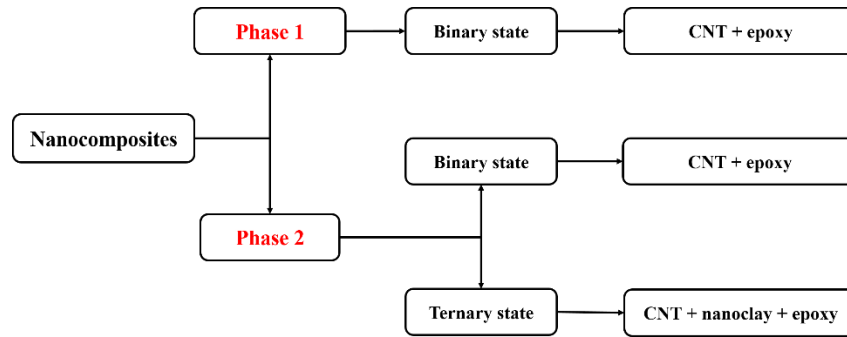 Phase 1
Binary state
CNT + epoxy
Nanocomposites
Binary state
CNT + epoxy
Phase 2
Ternary state
CNT + nanoclay + epoxy